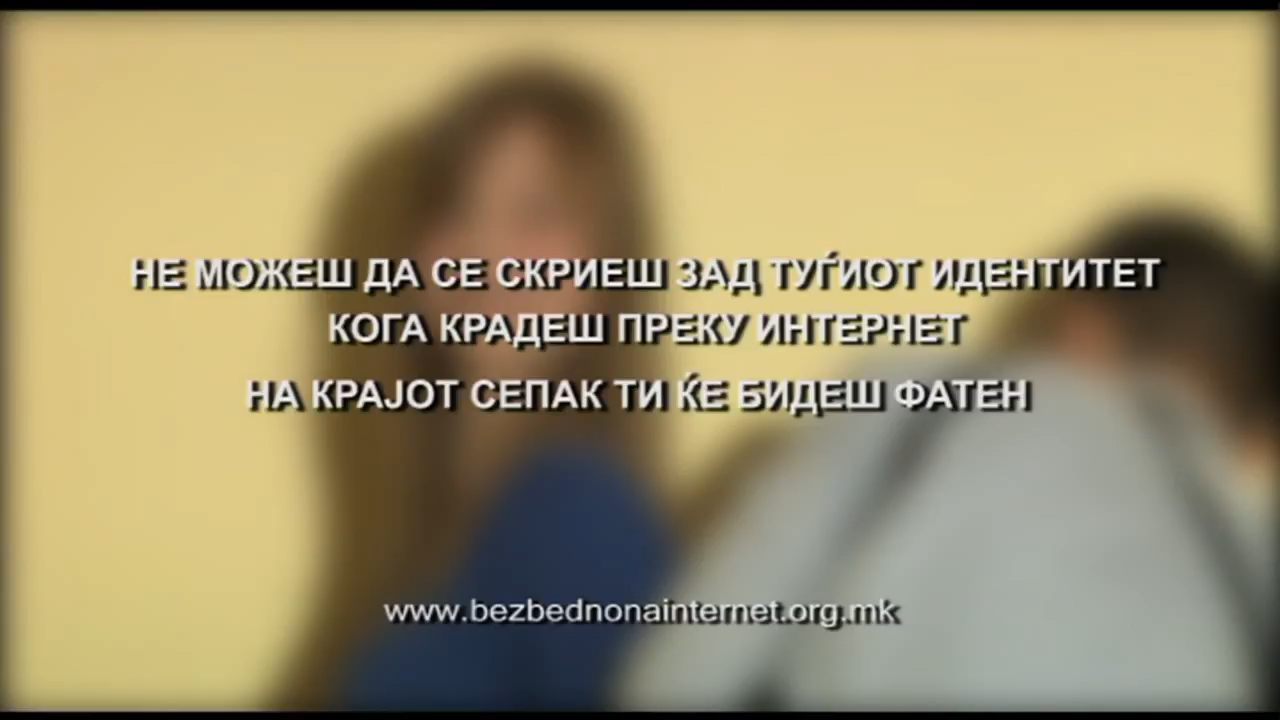 НЕ МОЖЕШ ДА СЕ СКРИЕШ ЗАД ТУЃИОТ ИДЕНТИТЕТ
КОГА КРАДЕШ ПРЕКУ ИНТЕРНЕТ
НА КРАЈОТ СЕПАК ТИ ЌЕ БИДЕШ ФАТЕН
www.bezbednonainternet.org.mk